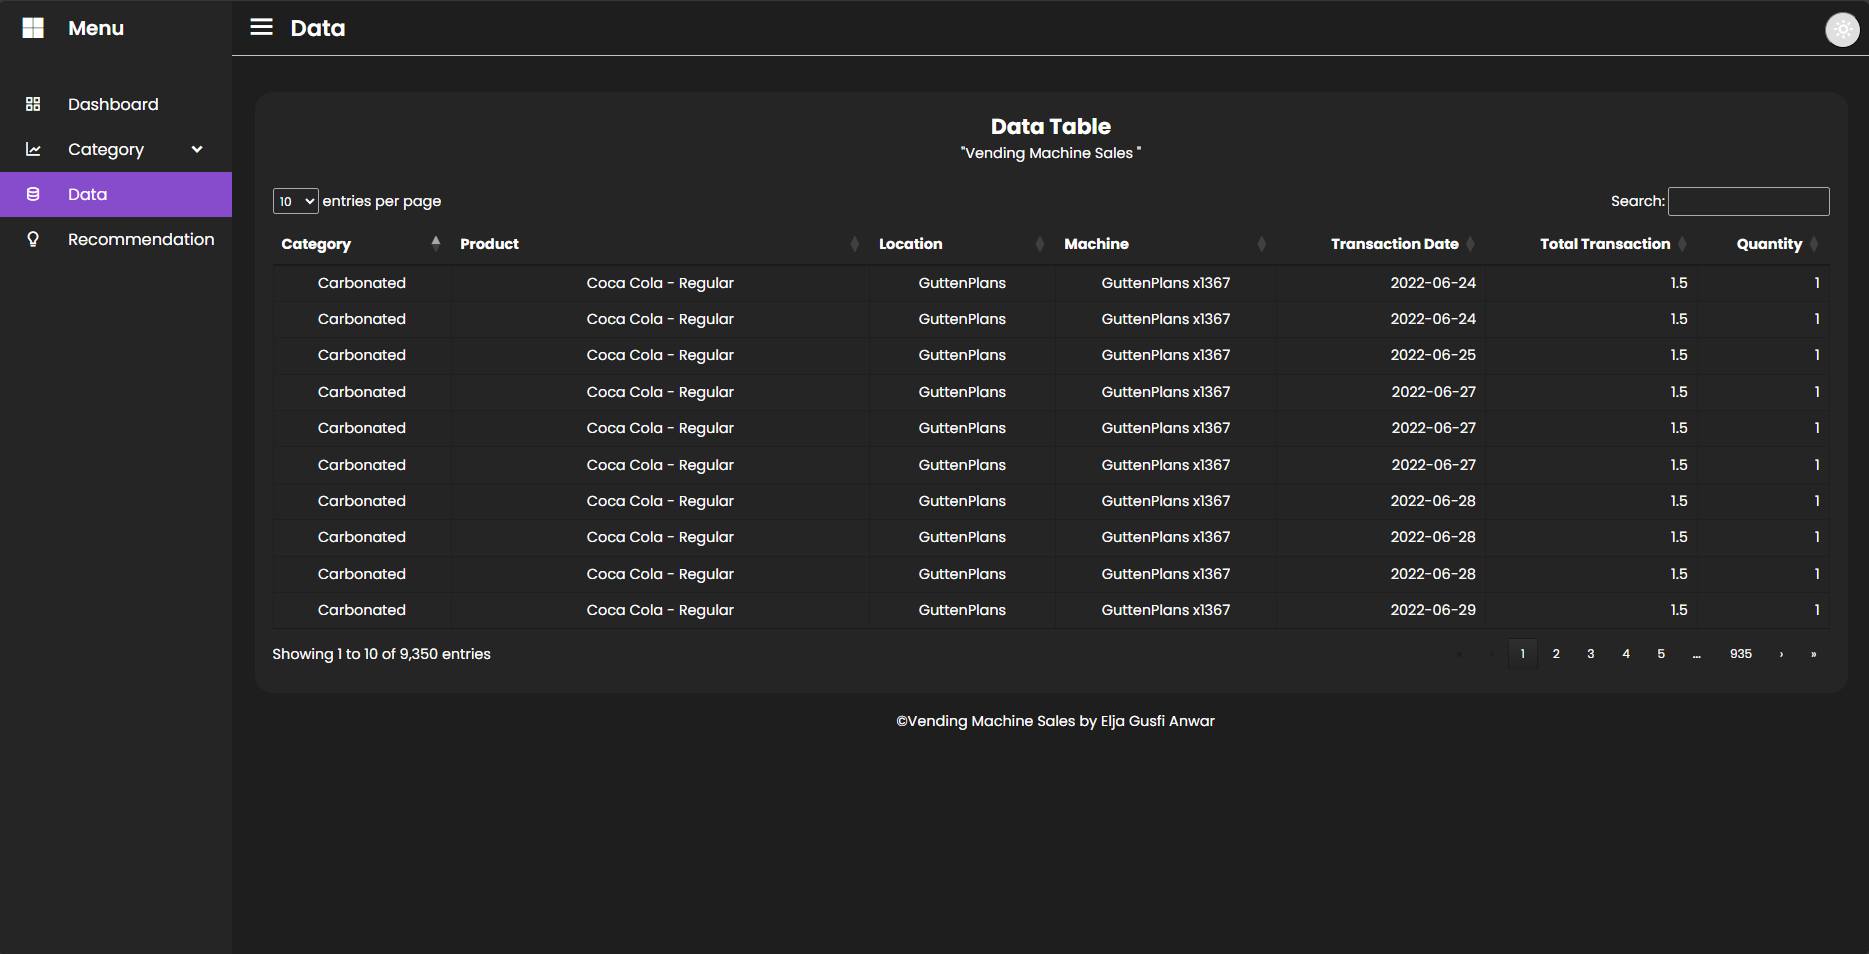 Menu
Data
Dashboard
Category
Data
Recommendation
Data Table
"Vending Machine Sales "
10 entries per page
Search:
Category Product Location Machine Transaction Date Total Transaction Quantity
Carbonated Coca Cola - Regular GuttenPlans GuttenPlans x1367 2022-06-24 1.5 1
Carbonated Coca Cola - Regular GuttenPlans GuttenPlans x1367 2022-06-24 1.5 1
Carbonated Coca Cola - Regular GuttenPlans GuttenPlans x1367 2022-06-25 1.5 1
Carbonated Coca Cola - Regular GuttenPlans GuttenPlans x1367 2022-06-27 1.5 1
Carbonated Coca Cola - Regular GuttenPlans GuttenPlans x1367 2022-06-27 1.5 1
Carbonated Coca Cola - Regular GuttenPlans GuttenPlans x1367 2022-06-27 1.5 1
Carbonated Coca Cola - Regular GuttenPlans GuttenPlans x1367 2022-06-28 1.5 1
Carbonated Coca Cola - Regular GuttenPlans GuttenPlans x1367 2022-06-28 1.5 1
Carbonated Coca Cola - Regular GuttenPlans GuttenPlans x1367 2022-06-28 1.5 1
Carbonated Coca Cola - Regular GuttenPlans GuttenPlans x1367 2022-06-29 1.5 1
Showing 1 to 10 of 9,350 entries « ‹ 1 2 3 4 5 … 935 › »
©Vending Machine Sales by Elja Gusfi Anwar